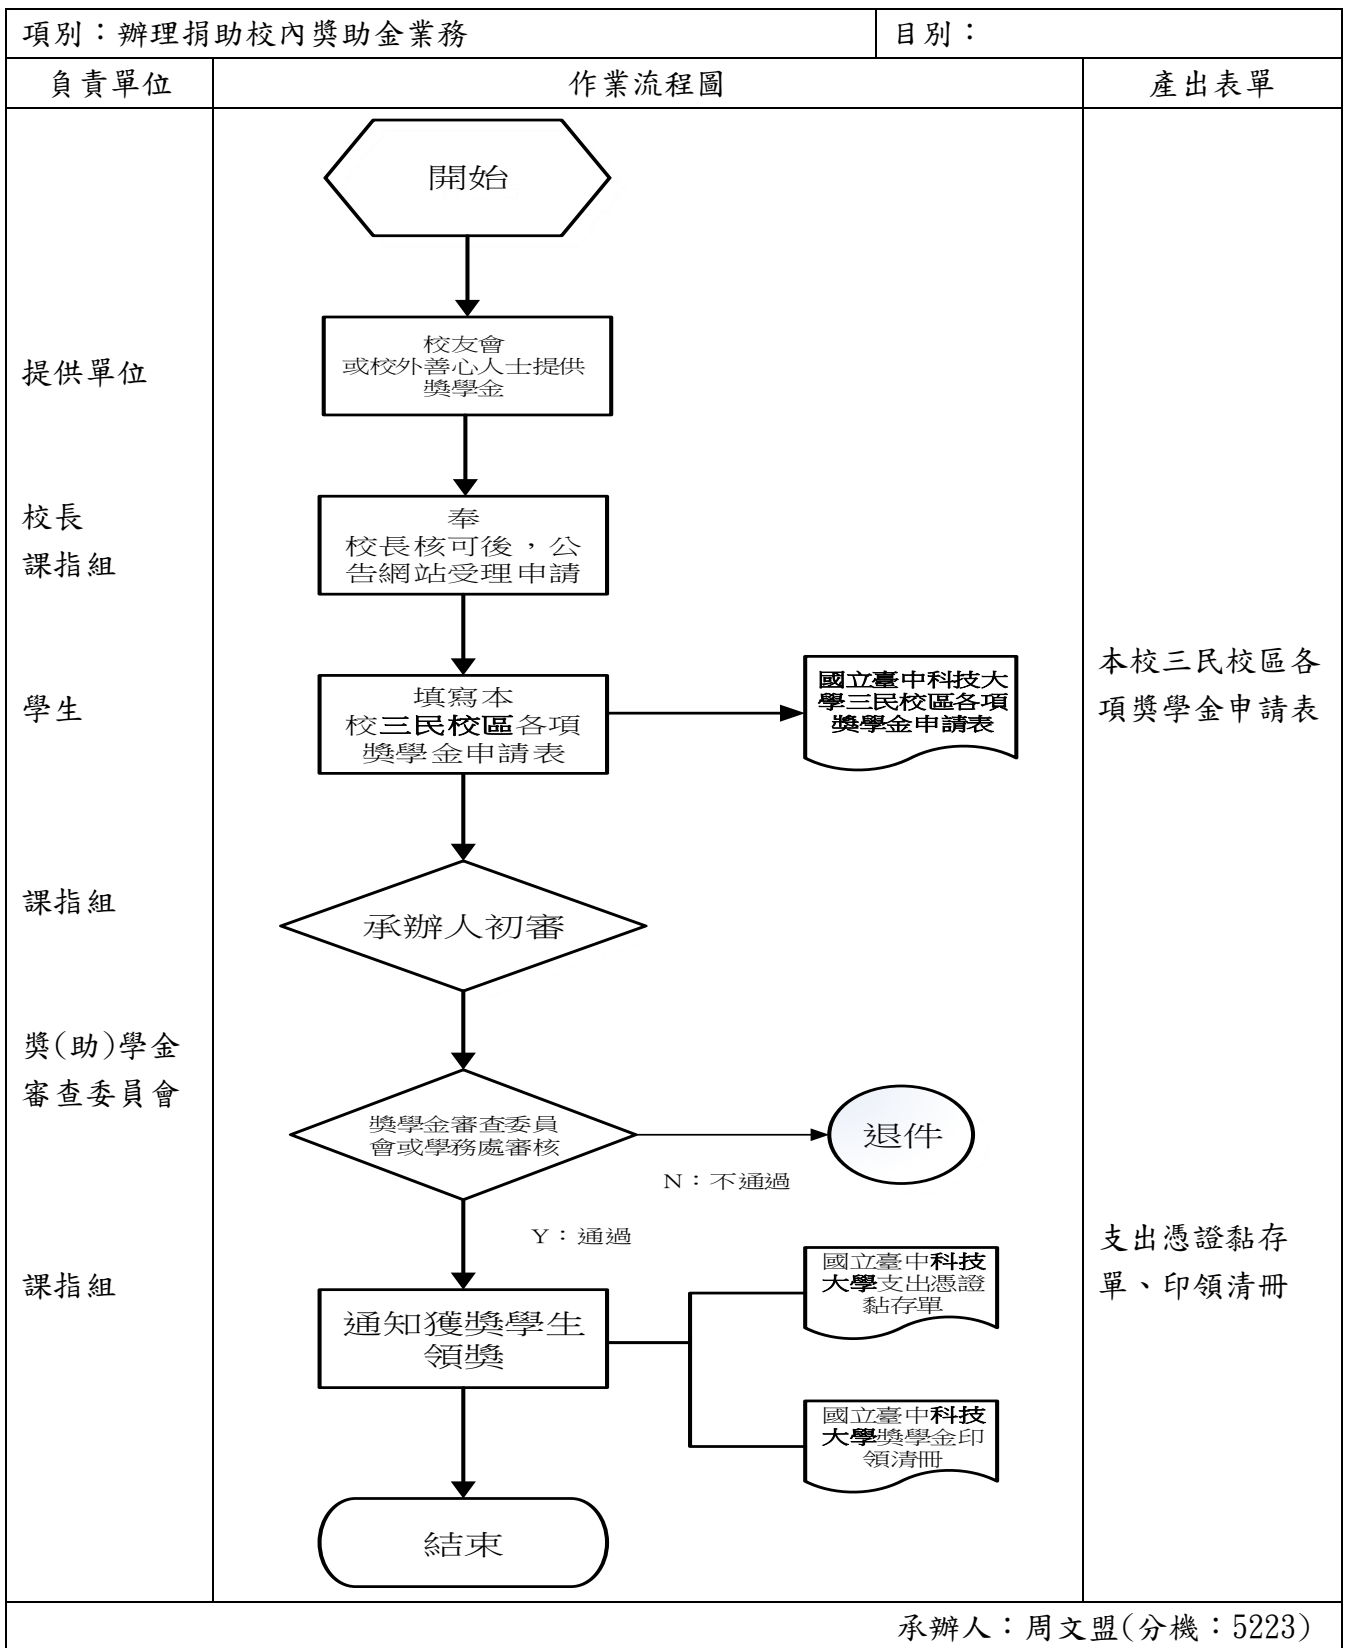 項別：辦理捐助校內獎助金業務
目別：
負責單位
作業流程圖
產出表單
開始
提供單位
校友會
或校外善心人士提供
獎學金
校長
課指組
奉
校長核可後，公
告網站受理申請
學生
填寫本
校三民校區各項
獎學金申請表
國立臺中科技大
學三民校區各項
獎學金申請表
本校三民校區各
項獎學金申請表
課指組
承辦人初審
獎(助)學金
審查委員會
獎學金審查委員
會或學務處審核
退件
N：不通過
Y：通過
課指組
通知獲獎學生
領獎
國立臺中科技
大學支出憑證
黏存單
支出憑證黏存
單、印領清冊
國立臺中科技
大學獎學金印
領清冊
結束
承辦人：周文盟(分機：5223)